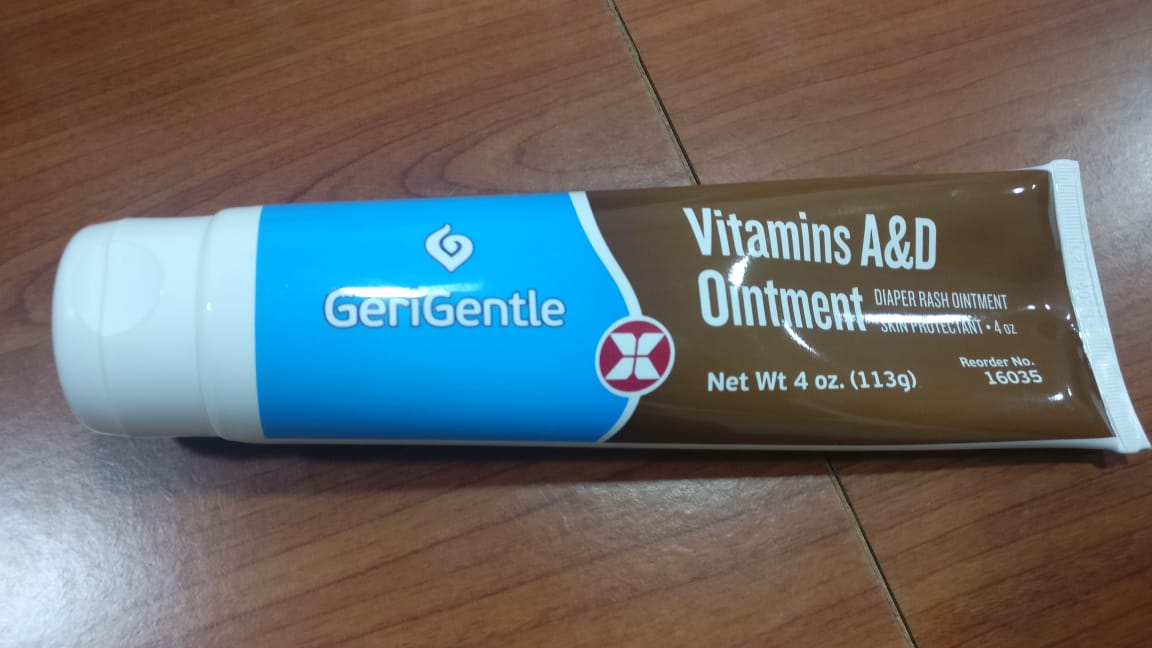 GeriGentle
Vitamins A&D
Ointment
DIAPER RASH OINTMENT
SKIN PROTECTANT • 4 oz
Net Wt 4 oz. (113g)
Reorder No.
16035